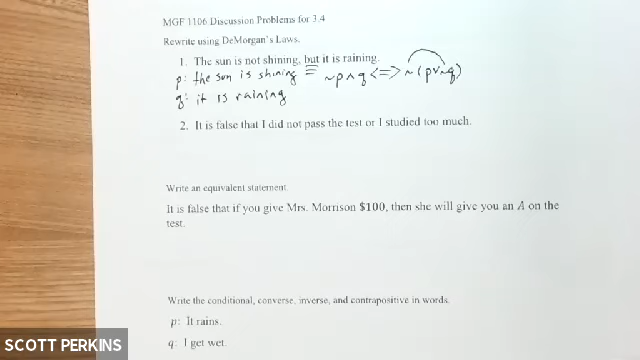 MGF 1106 Discussion Problems for 3.4
Rewrite using DeMorgan's Laws.
1. The sun is not shining, but it is raining.
p: the sun is shining ~p∧q <=> ~(p∨~q)
q: it is raining
2. It is false that I did not pass the test or I studied too much.
Write an equivalent statement.
It is false that if you give Mrs. Morrison $100, then she will give you an A on the
test.
Write the conditional, converse, inverse, and contrapositive in words.
p: It rains.
q: I get wet.
SCOTT PERKINS